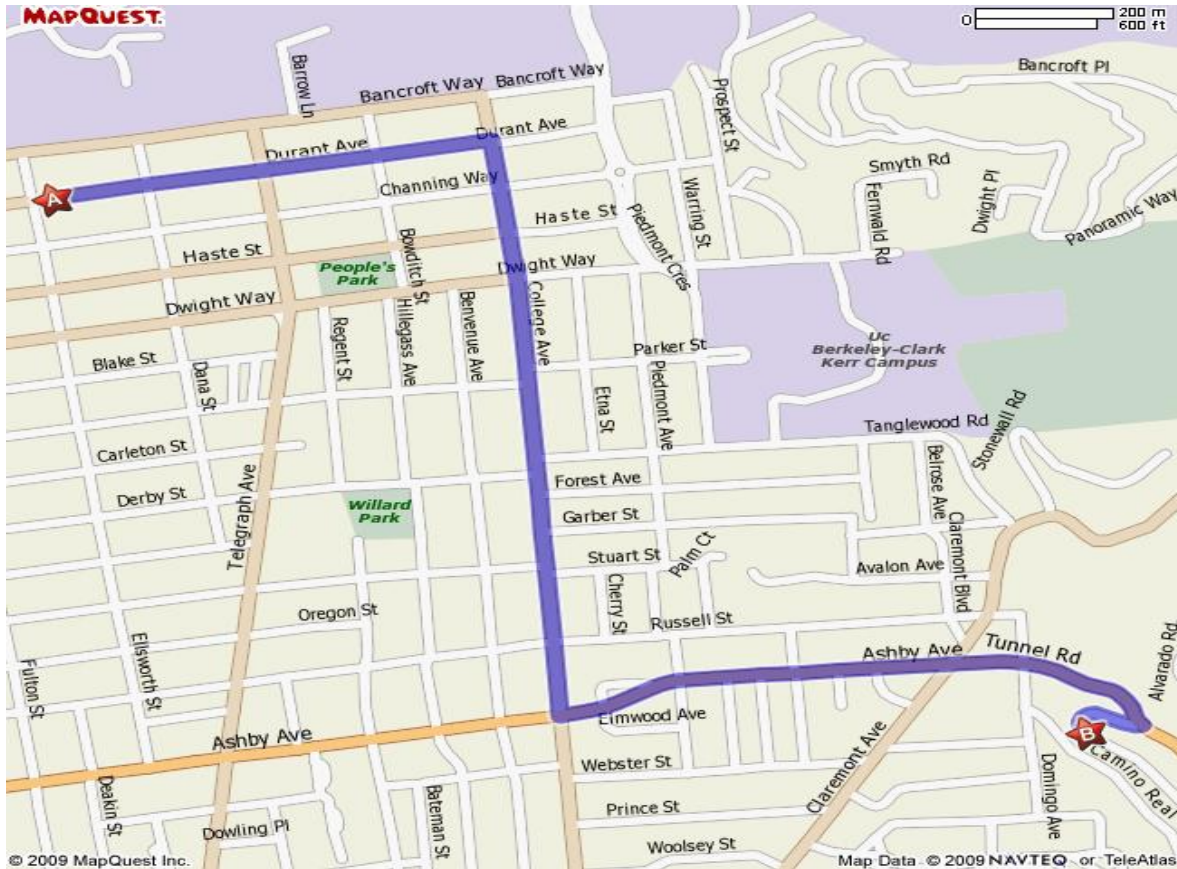 MAPQUEST.
0
200 m
600 ft
Barrow Ln
Bancroft Way
Bancroft Way
Prospect St
Bancroft Pl
Durant Ave
Durant Ave
Channing Way
Smyth Rd
Dwight Pl
A
Haste St
Haste St
Warring St
Fernwald Rd
Panoramic Way
Piedmont Cres
Bowditch St
People's
Park
Dwight Way
Dwight Way
Blake St
Dana St
Regent St
Hillegass Ave
Benvenue Ave
College Ave
Parker St
Uc
Berkeley-Clark
Kerr Campus
Etna St
Piedmont Ave
Tanglewood Rd
Stonewall Rd
Carleton St
Derby St
Telegraph Ave
Willard
Park
Forest Ave
Belrose Ave
Garber St
Claremont Blvd
Stuart St
Palm Ct
Avalon Ave
Cherry St
Oregon St
Russell St
Ellsworth St
Fulton St
Ashby Ave
Tunnel Rd
Alvarado Rd
Elmwood Ave
Ashby Ave
B
Camino Real
Webster St
Claremont Ave
Domingo Ave
Deakin St
Bateman St
Prince St
Dowling Pl
Woolsey St
© 2009 MapQuest Inc.
Map Data © 2009 NAVTEQ or TeleAtlas